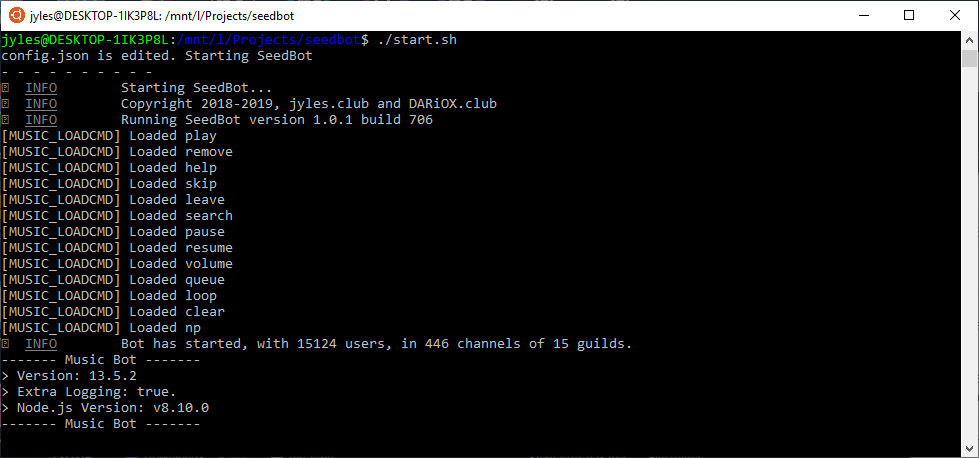 jyles@DESKTOP-1IK3P8L: /mnt/l/Projects/seedbot
jyles@DESKTOP-1IK3P8L:/mnt/l/Projects/seedbot$ ./start.sh
config.json is edited. Starting SeedBot
- - - - - - - - - -
INFO Starting SeedBot...
INFO Copyright 2018-2019, jyles.club and DARiOX.club
INFO Running SeedBot version 1.0.1 build 706
[MUSIC_LOADCMD] Loaded play
[MUSIC_LOADCMD] Loaded remove
[MUSIC_LOADCMD] Loaded help
[MUSIC_LOADCMD] Loaded skip
[MUSIC_LOADCMD] Loaded leave
[MUSIC_LOADCMD] Loaded search
[MUSIC_LOADCMD] Loaded pause
[MUSIC_LOADCMD] Loaded resume
[MUSIC_LOADCMD] Loaded volume
[MUSIC_LOADCMD] Loaded queue
[MUSIC_LOADCMD] Loaded loop
[MUSIC_LOADCMD] Loaded clear
[MUSIC_LOADCMD] Loaded np
INFO Bot has started, with 15124 users, in 446 channels of 15 guilds.
------- Music Bot -------
> Version: 13.5.2
> Extra Logging: true.
> Node.js Version: v8.10.0
------- Music Bot -------